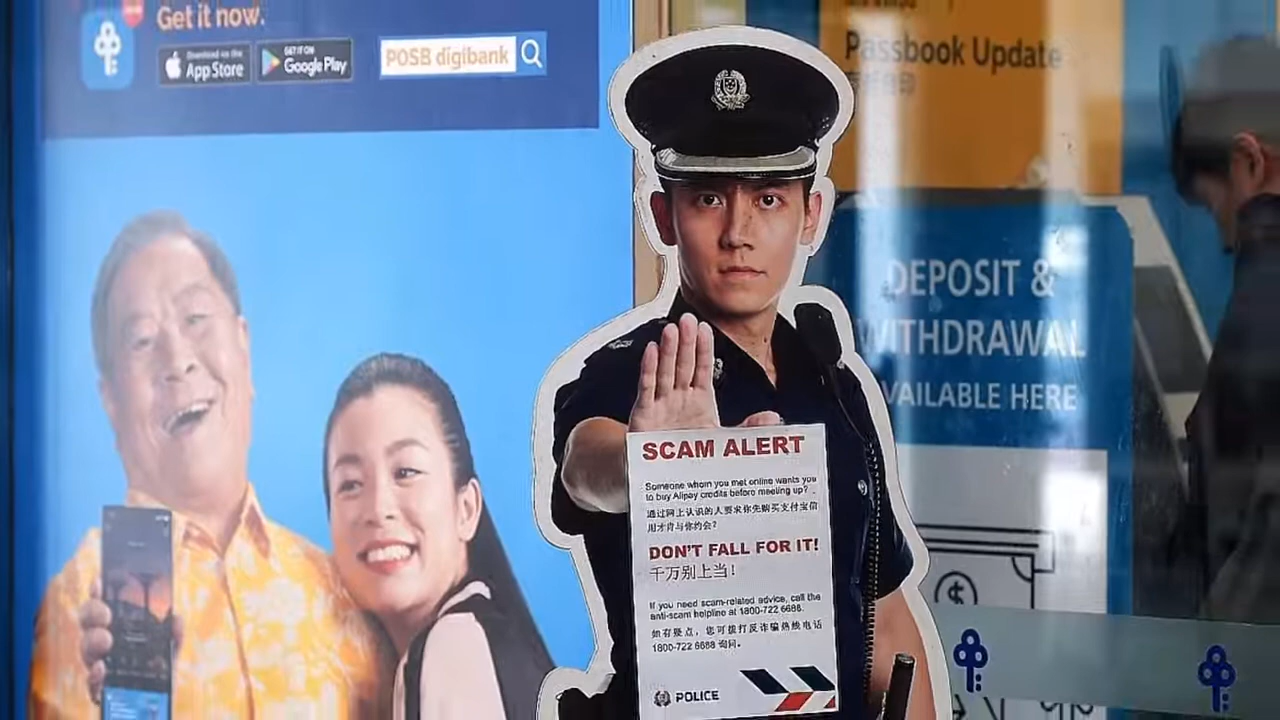 Get it now.
Download on the
App Store
GET IT ON
Google Play
POSB digibank
Passbook Update
DEPOSIT &
WITHDRAWAL
AVAILABLE HERE
SCAM ALERT
Someone whom you met online wants you
to buy Alipay credits before meeting up?
通过网上认识的人要求你先购买支付宝信
用才肯与你约会?
DON'T FALL FOR IT!
千万别上当!
If you need scam-related advice, call the
anti-scam helpline at 1800-722 6688.
如有疑点，您可拨打反诈骗热线电话
1800-722 6688 询问。
POLICE